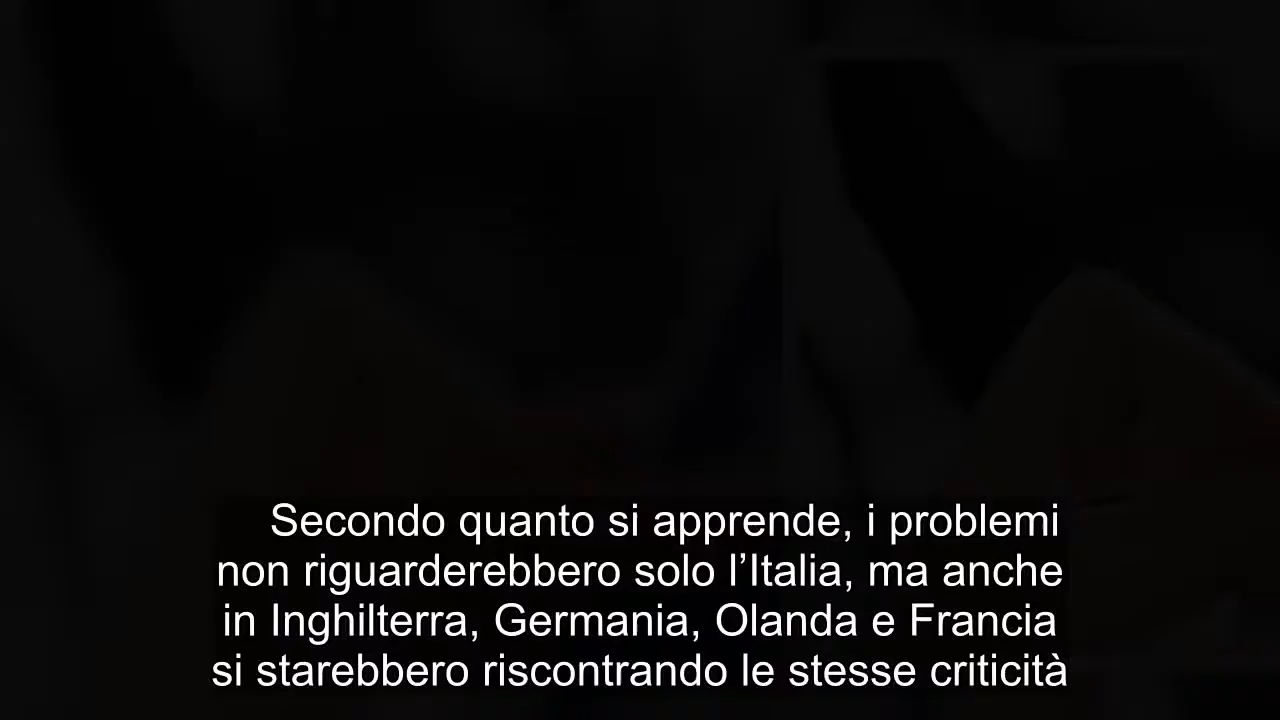 Secondo quanto si apprende, i problemi
non riguarderebbero solo l’Italia, ma anche
in Inghilterra, Germania, Olanda e Francia
si starebbero riscontrando le stesse criticità